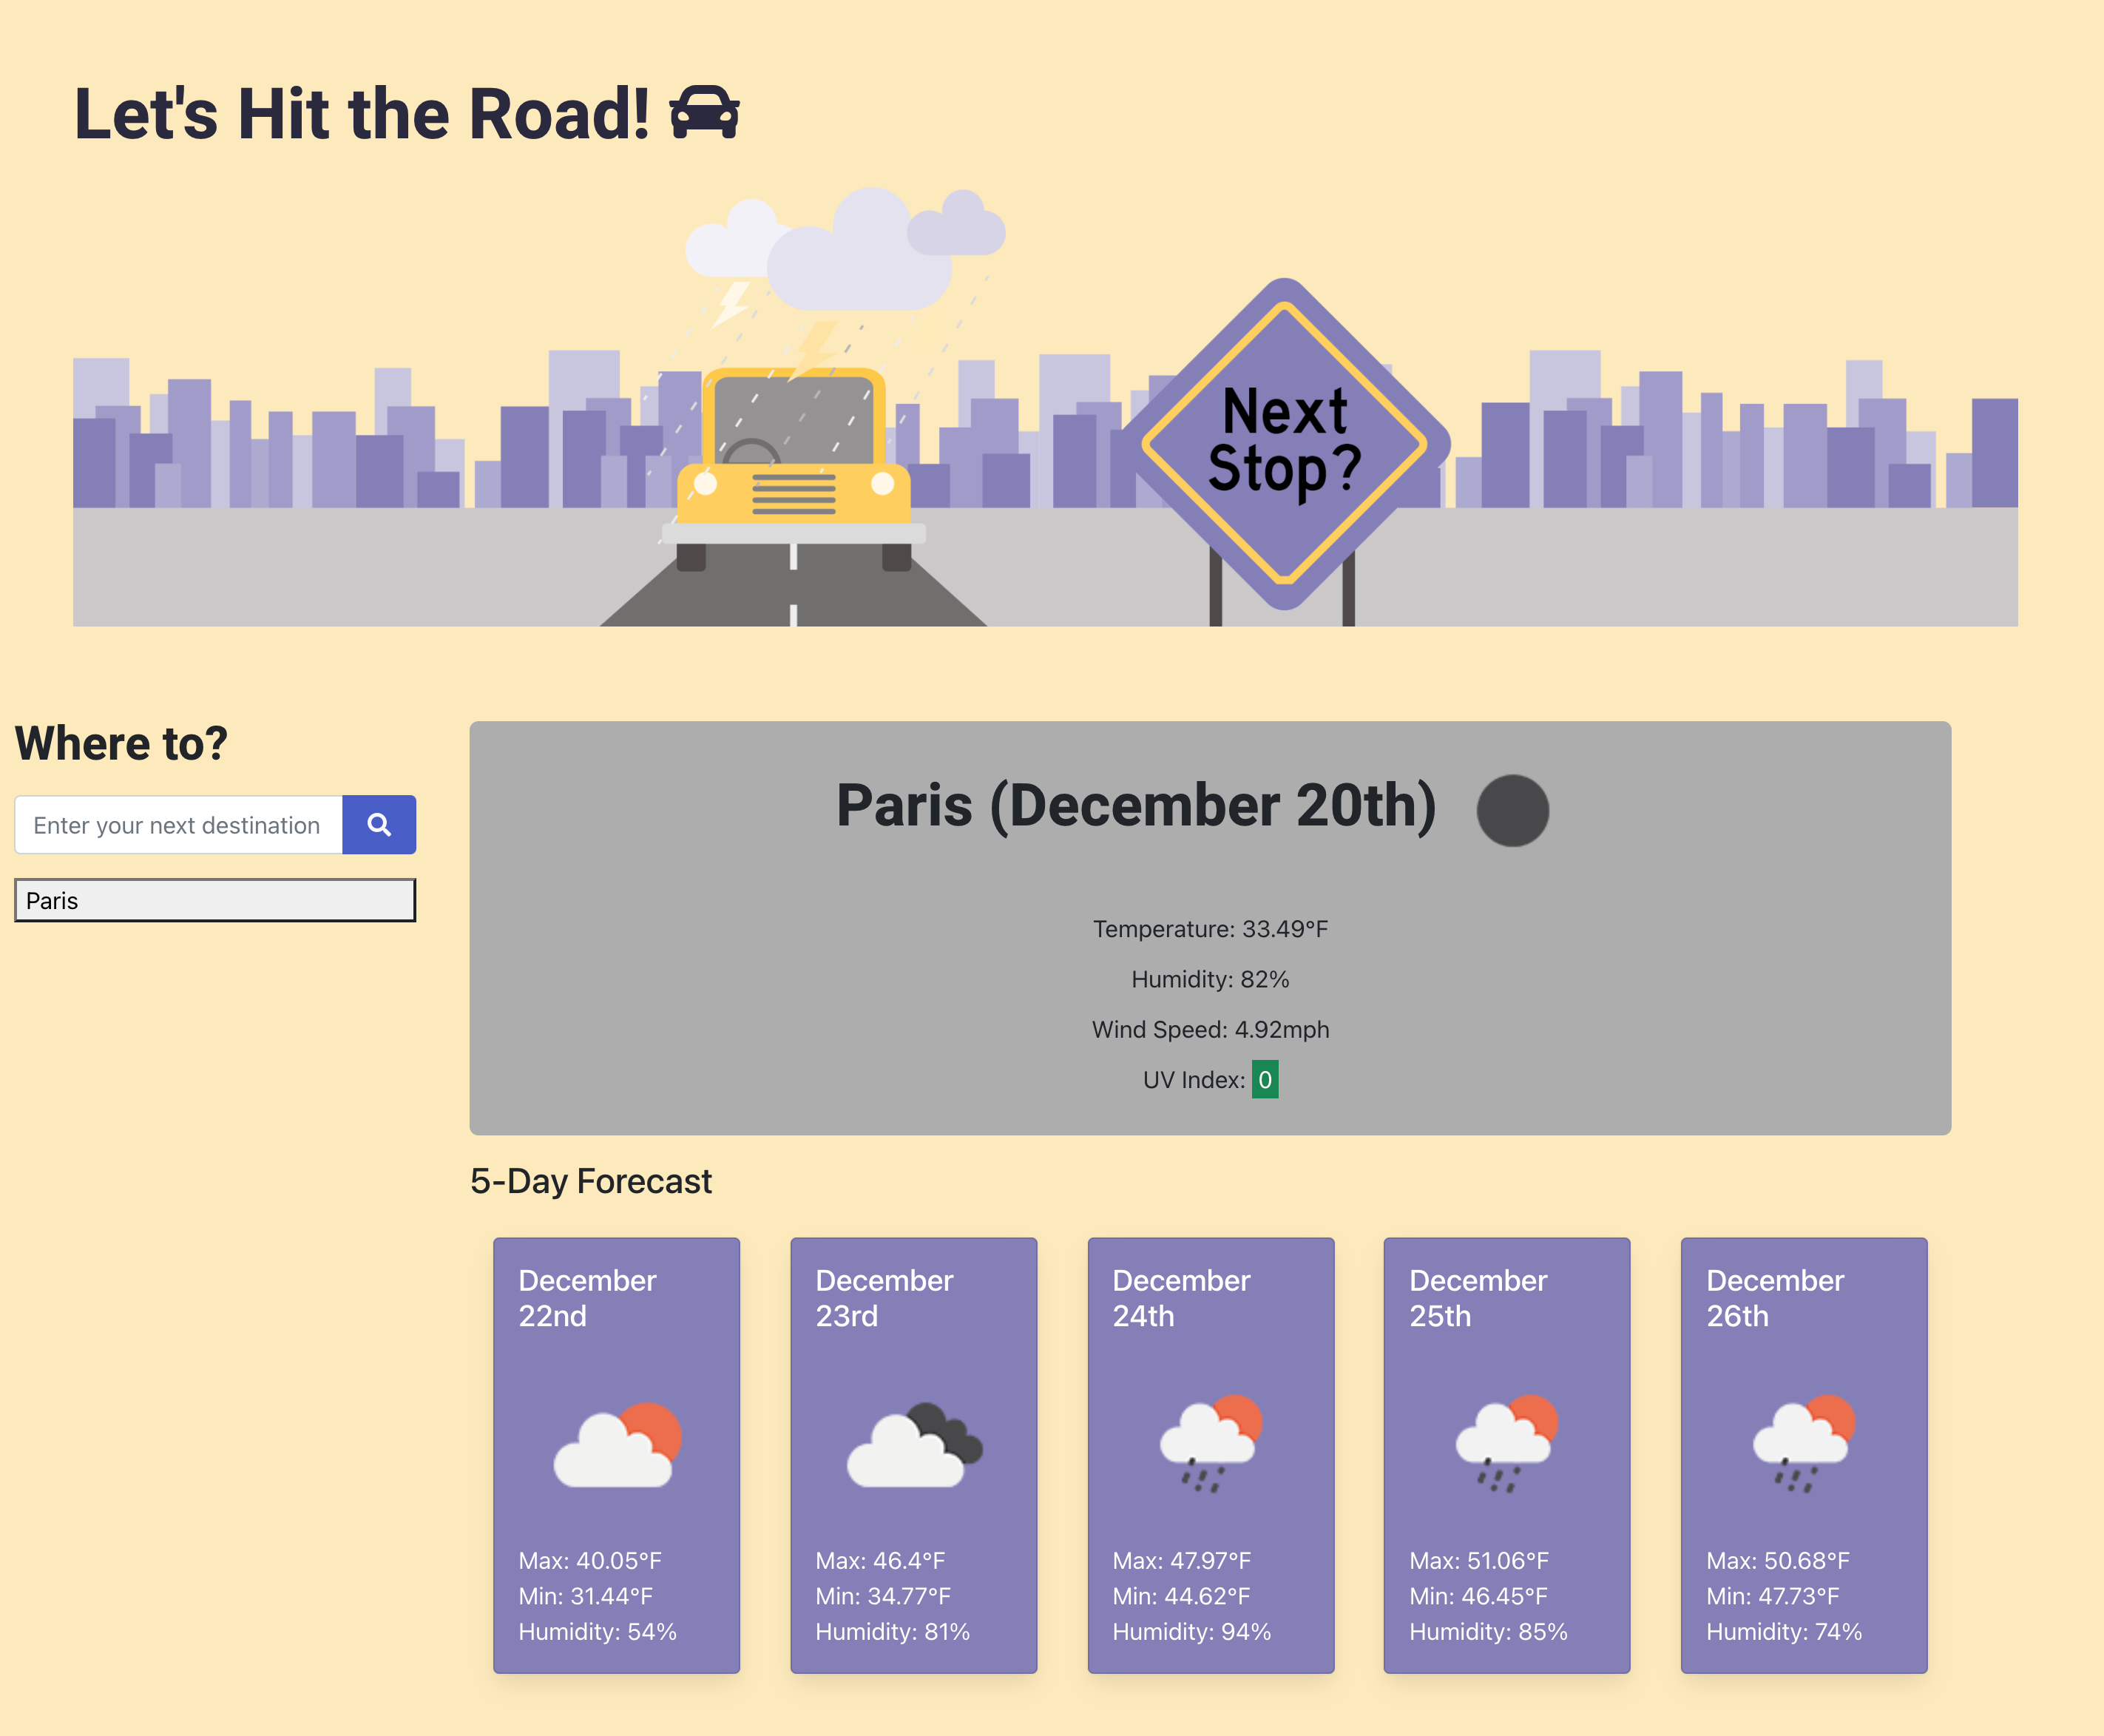 Let's Hit the Road!
Next
Stop?
Where to?
Enter your next destination
Paris
Paris (December 20th)
Temperature: 33.49°F
Humidity: 82%
Wind Speed: 4.92mph
UV Index: 0
5-Day Forecast
December
22nd
Max: 40.05°F
Min: 31.44°F
Humidity: 54%
December
23rd
Max: 46.4°F
Min: 34.77°F
Humidity: 81%
December
24th
Max: 47.97°F
Min: 44.62°F
Humidity: 94%
December
25th
Max: 51.06°F
Min: 46.45°F
Humidity: 85%
December
26th
Max: 50.68°F
Min: 47.73°F
Humidity: 74%